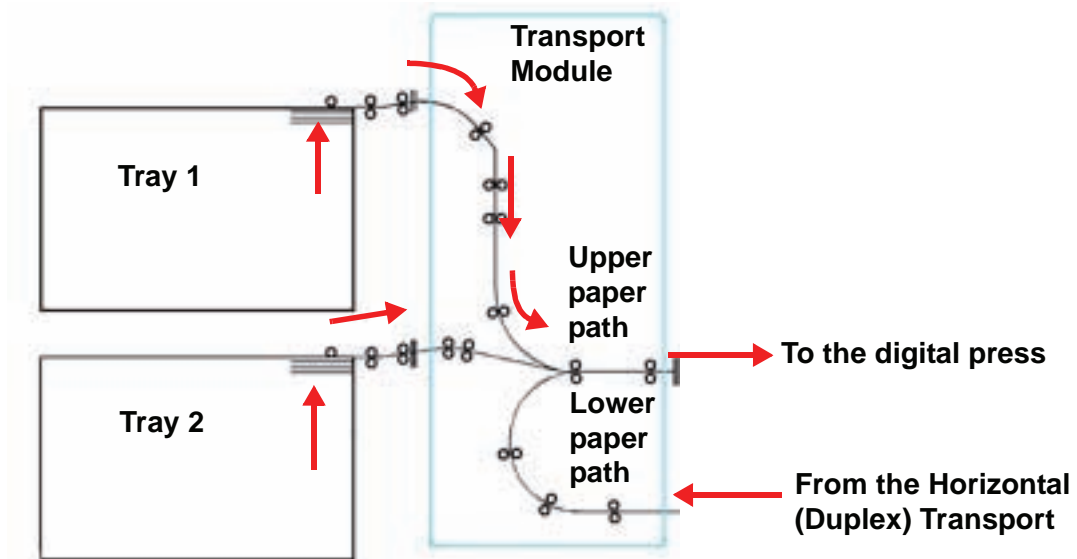 Transport
Module
Tray 1
Upper
paper
path
To the digital press
Tray 2
Lower
paper
path
From the Horizontal
(Duplex) Transport